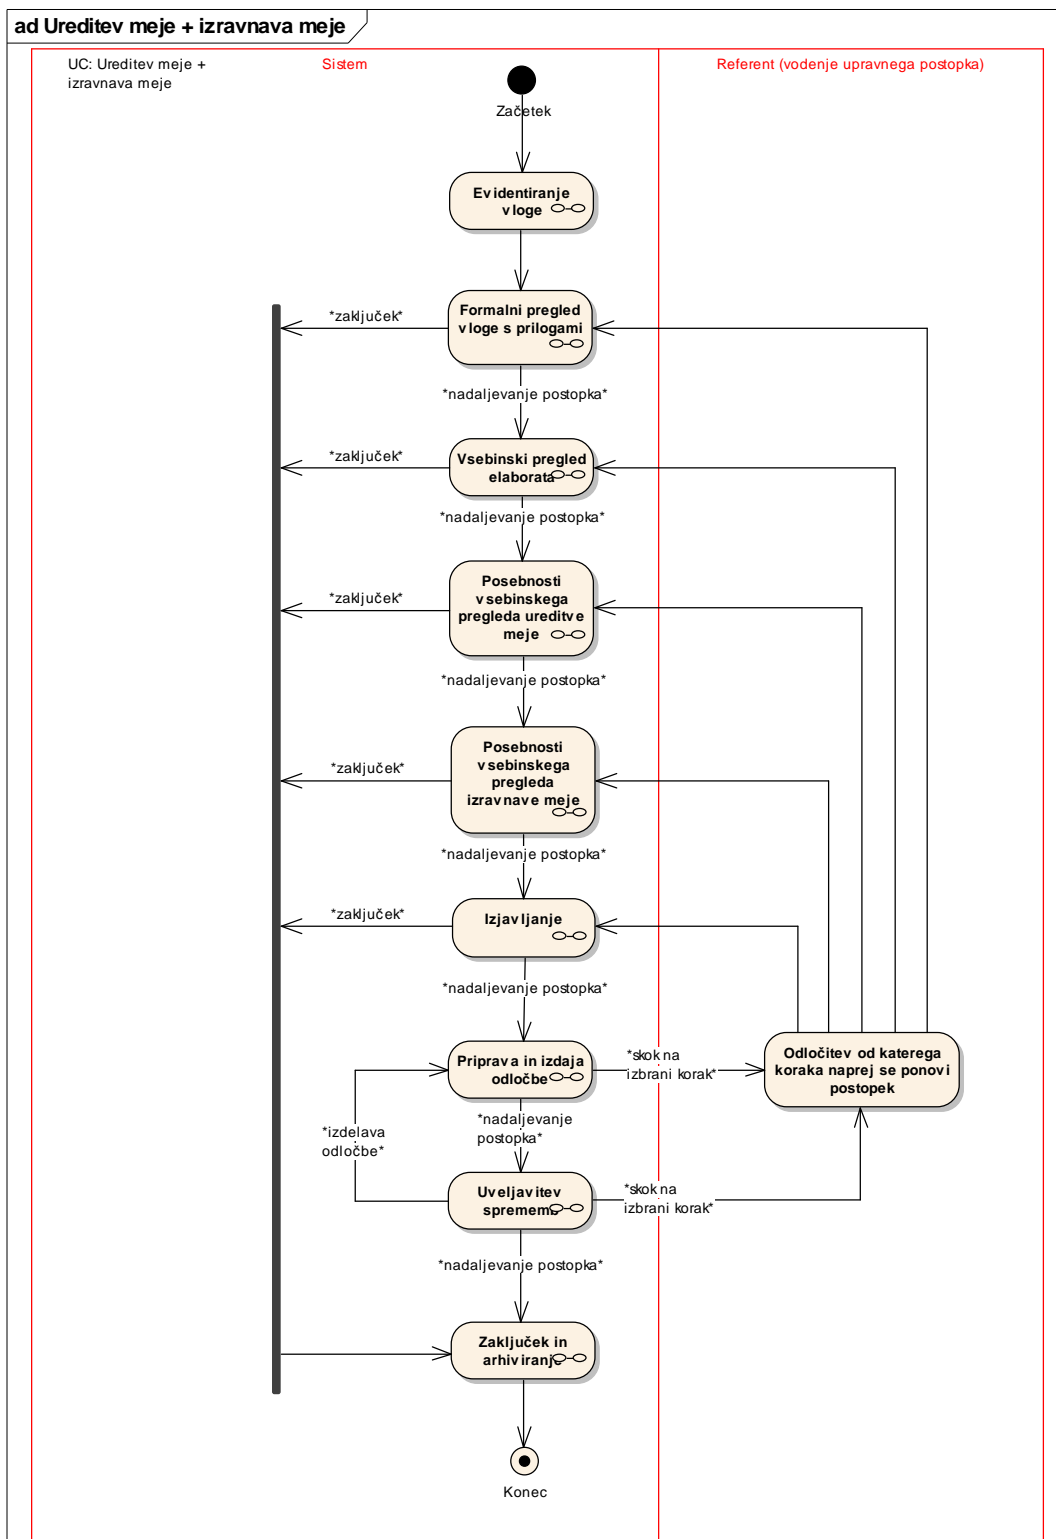 ad Ureditev meje + izravnava meje
UC: Ureditev meje +
izravnava meje
Sistem
Referent (vodenje upravnega postopka)
Začetek
Evidentiranje
vloge
Formalni pregled
vloge s prilogami
*zaključek*
*nadaljevanje postopka*
Vsebinski pregled
elaborata
*zaključek*
*nadaljevanje postopka*
Posebnosti
vsebinskega
pregleda ureditve
meje
*zaključek*
*nadaljevanje postopka*
Posebnosti
vsebinskega
pregleda
izravnave meje
*zaključek*
*nadaljevanje postopka*
Izjavljanje
*zaključek*
*nadaljevanje postopka*
Priprava in izdaja
odločbe
*skok na
izbrani korak*
Odločitev od katerega
koraka naprej se ponovi
postopek
*nadaljevanje
postopka*
*izdelava
odločbe*
Uveljavitev
sprememb
*skok na
izbrani korak*
*nadaljevanje postopka*
Zaključek in
arhiviranje
Konec